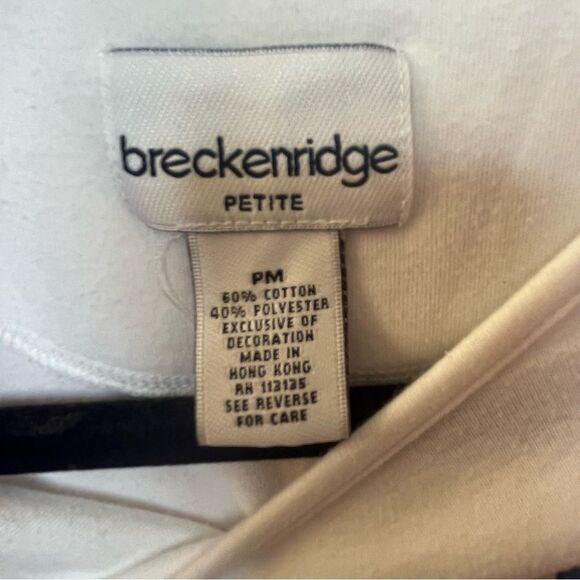 breckenridge
PETITE
PM
60% COTTON
40% POLYESTER
EXCLUSIVE OF
DECORATION
MADE IN
HONG KONG
RN 113135
SEE REVERSE
FOR CARE